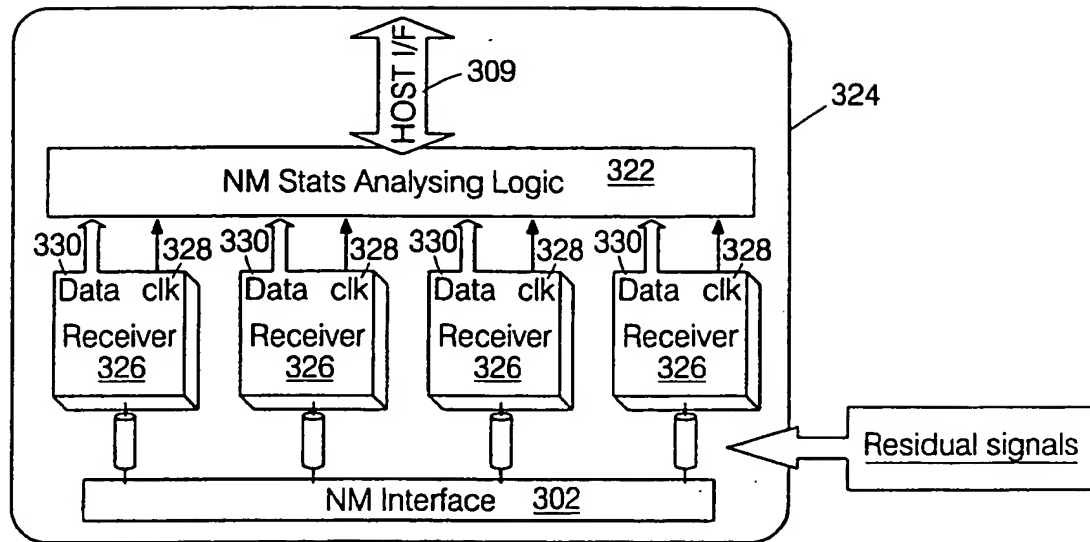 HOST I/F
309
324
NM Stats Analysing Logic 322
330 328 330 328 330 328 330 328
Data clk Data clk Data clk Data clk
Receiver Receiver Receiver Receiver
326 326 326 326
Residual signals
NM Interface 302